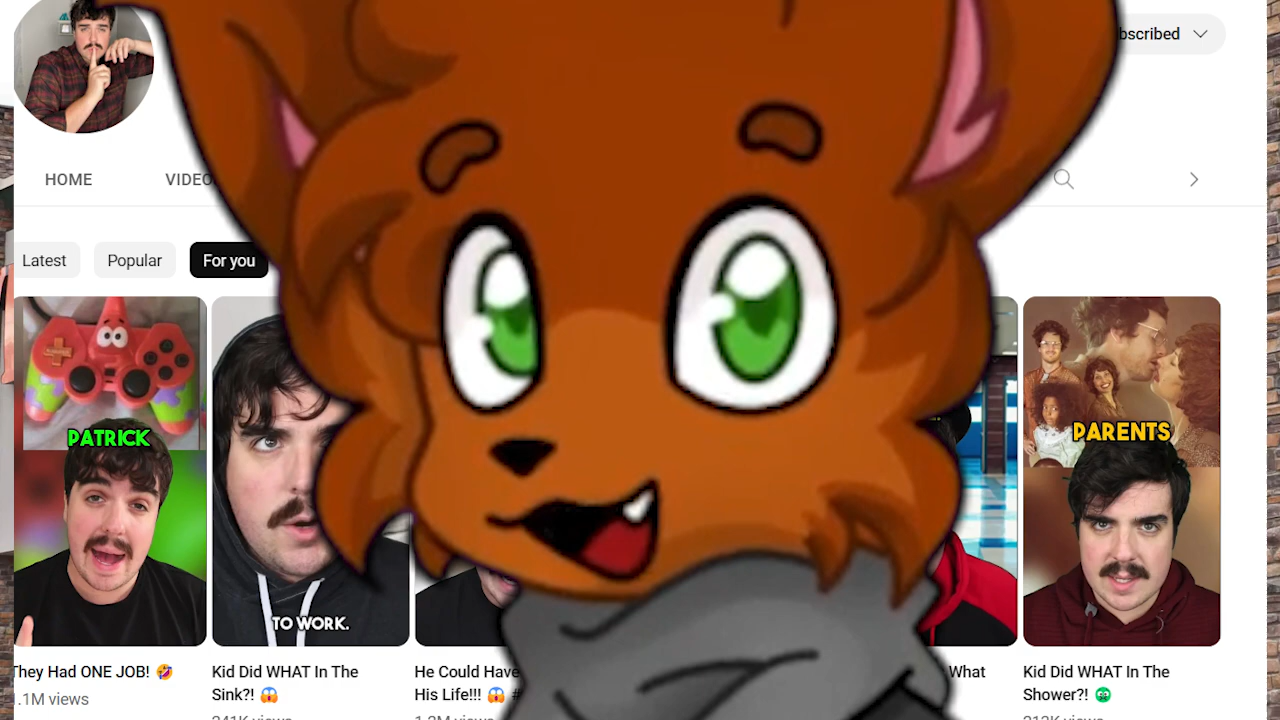 bscribed
HOME
VIDEO
Latest
Popular
For you
PATRICK
TO WORK.
PARENTS
They Had ONE JOB! 🤣
1.1M views
Kid Did WHAT In The
Sink?! 😱
He Could Have
His Life!!! 😱 #
What
Kid Did WHAT In The
Shower?! 🤢